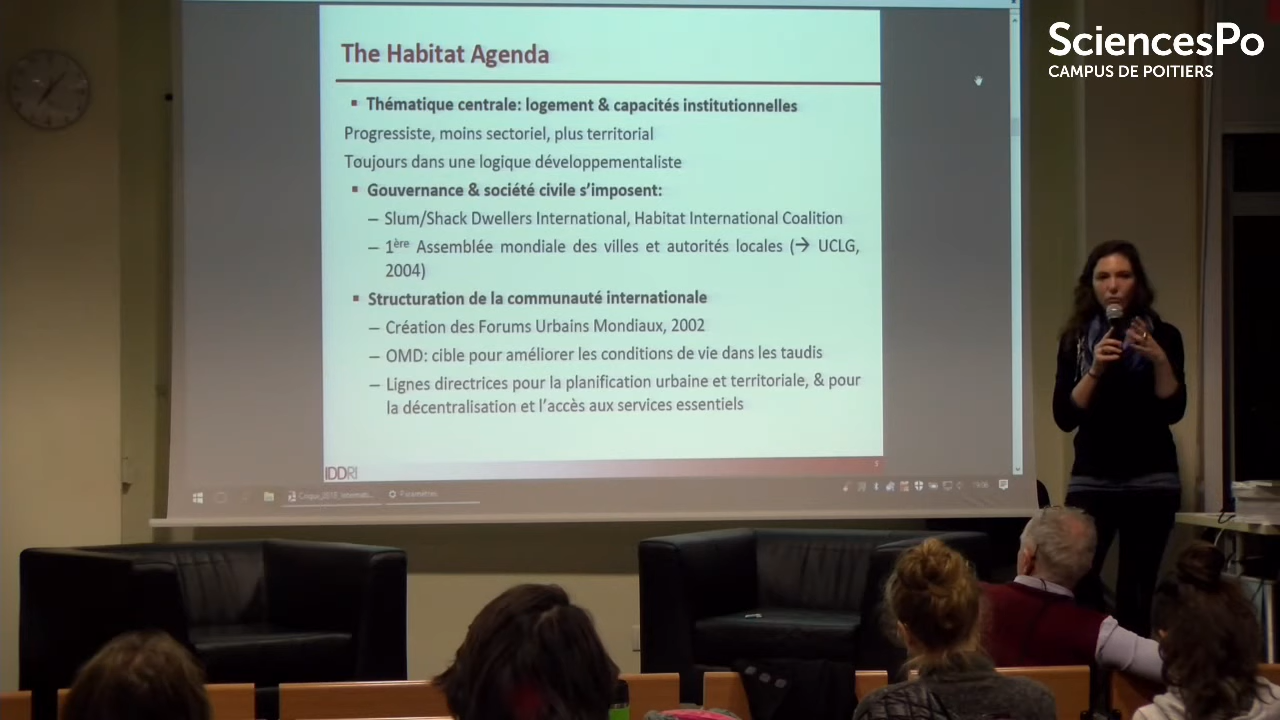 SciencesPo
CAMPUS DE POITIERS
The Habitat Agenda
▪ Thématique centrale: logement & capacités institutionnelles
Progressiste, moins sectoriel, plus territorial
Toujours dans une logique développementaliste
▪ Gouvernance & société civile s'imposent:
– Slum/Shack Dwellers International, Habitat International Coalition
– 1ère Assemblée mondiale des villes et autorités locales (→ UCLG,
2004)
▪ Structuration de la communauté internationale
– Création des Forums Urbains Mondiaux, 2002
– OMD: cible pour améliorer les conditions de vie dans les taudis
– Lignes directrices pour la planification urbaine et territoriale, & pour
la décentralisation et l'accès aux services essentiels
IDDRI
Paramètres